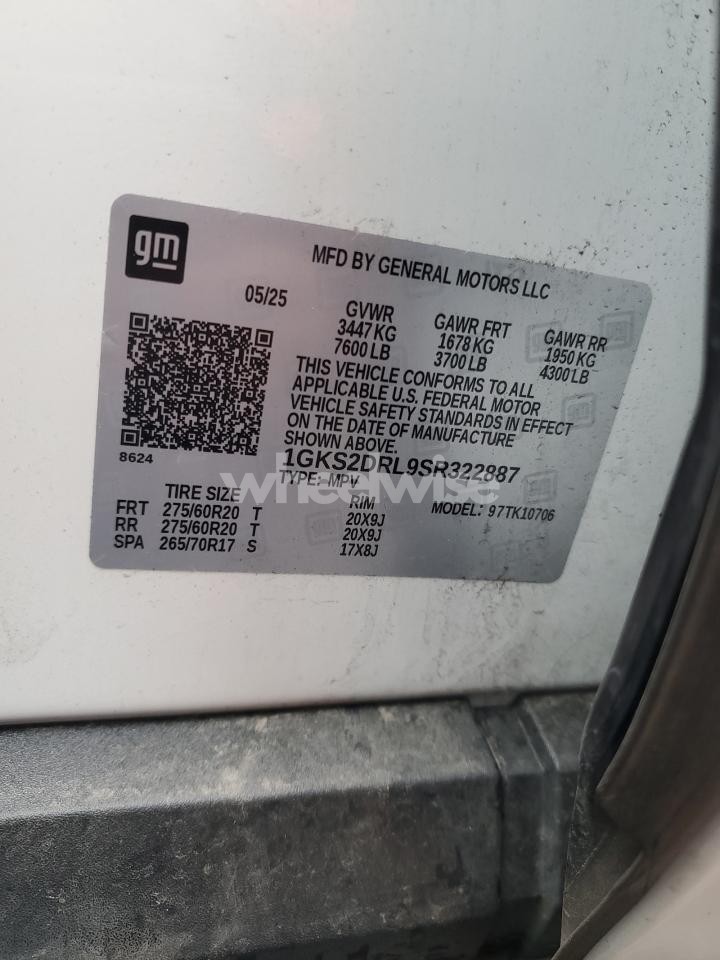 gm
MFD BY GENERAL MOTORS LLC
05/25
GVWR GAWR FRT GAWR RR
3447 KG 1678 KG 1950 KG
7600 LB 3700 LB 4300 LB
THIS VEHICLE CONFORMS TO ALL
APPLICABLE U.S. FEDERAL MOTOR
VEHICLE SAFETY STANDARDS IN EFFECT
ON THE DATE OF MANUFACTURE
SHOWN ABOVE.
8624
1GKS2DRL9SR322887
TYPE: MPV MODEL: 97TK10706
TIRE SIZE RIM
FRT 275/60R20 T 20X9J
RR 275/60R20 T 20X9J
SPA 265/70R17 S 17X8J
wheelwise